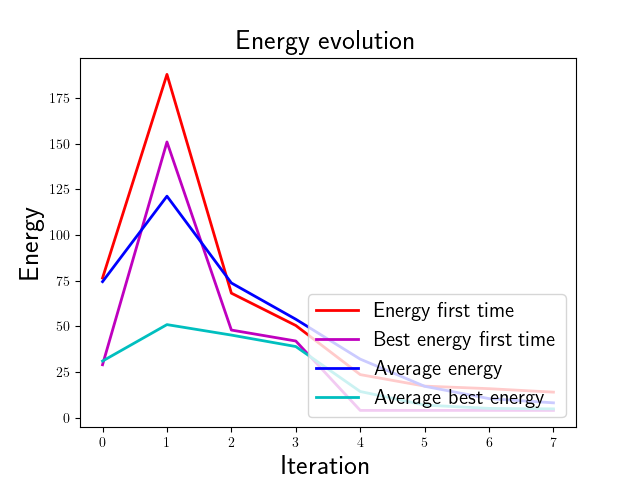 Energy evolution
Energy
175
150
125
100
75
50
25
0
Energy first time
Best energy first time
Average energy
Average best energy
0 1 2 3 4 5 6 7
Iteration